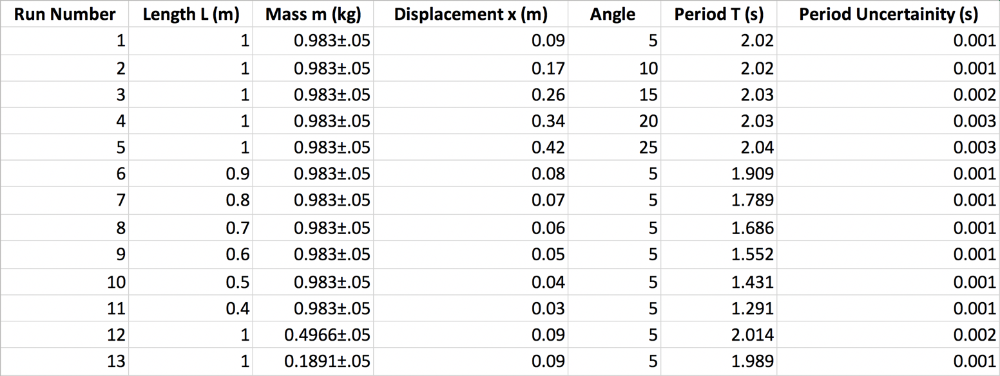 Run Number Length L (m) Mass m (kg) Displacement x (m) Angle Period T (s) Period Uncertainity (s)
1 1 0.983±.05 0.09 5 2.02 0.001
2 1 0.983±.05 0.17 10 2.02 0.001
3 1 0.983±.05 0.26 15 2.03 0.002
4 1 0.983±.05 0.34 20 2.03 0.003
5 1 0.983±.05 0.42 25 2.04 0.003
6 0.9 0.983±.05 0.08 5 1.909 0.001
7 0.8 0.983±.05 0.07 5 1.789 0.001
8 0.7 0.983±.05 0.06 5 1.686 0.001
9 0.6 0.983±.05 0.05 5 1.552 0.001
10 0.5 0.983±.05 0.04 5 1.431 0.001
11 0.4 0.983±.05 0.03 5 1.291 0.001
12 1 0.4966±.05 0.09 5 2.014 0.002
13 1 0.1891±.05 0.09 5 1.989 0.001